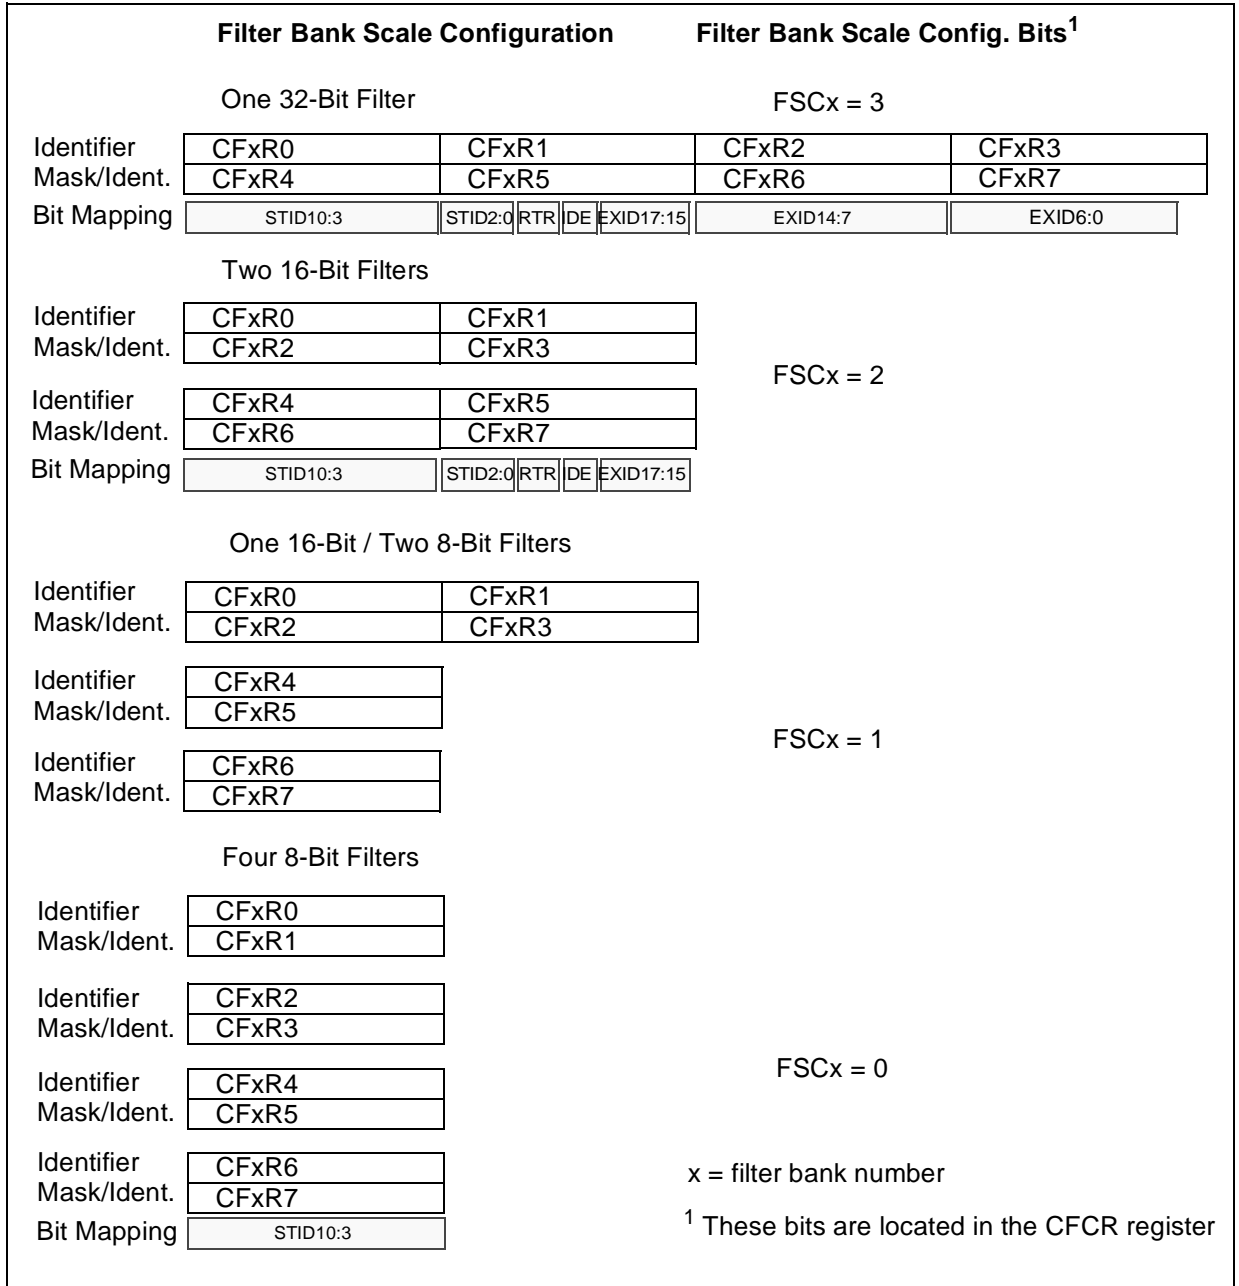 Filter Bank Scale Configuration Filter Bank Scale Config. Bits1
One 32-Bit Filter FSCx = 3
Identifier CFxR0 CFxR1 CFxR2 CFxR3
Mask/Ident. CFxR4 CFxR5 CFxR6 CFxR7
Bit Mapping STID10:3 STID2:0 RTR IDE EXID17:15 EXID14:7 EXID6:0
Two 16-Bit Filters
Identifier CFxR0 CFxR1
Mask/Ident. CFxR2 CFxR3
FSCx = 2
Identifier CFxR4 CFxR5
Mask/Ident. CFxR6 CFxR7
Bit Mapping STID10:3 STID2:0 RTR IDE EXID17:15
One 16-Bit / Two 8-Bit Filters
Identifier CFxR0 CFxR1
Mask/Ident. CFxR2 CFxR3
Identifier CFxR4
Mask/Ident. CFxR5
FSCx = 1
Identifier CFxR6
Mask/Ident. CFxR7
Four 8-Bit Filters
Identifier CFxR0
Mask/Ident. CFxR1
Identifier CFxR2
Mask/Ident. CFxR3
FSCx = 0
Identifier CFxR4
Mask/Ident. CFxR5
Identifier CFxR6
Mask/Ident. CFxR7
x = filter bank number
Bit Mapping STID10:3
1 These bits are located in the CFCR register